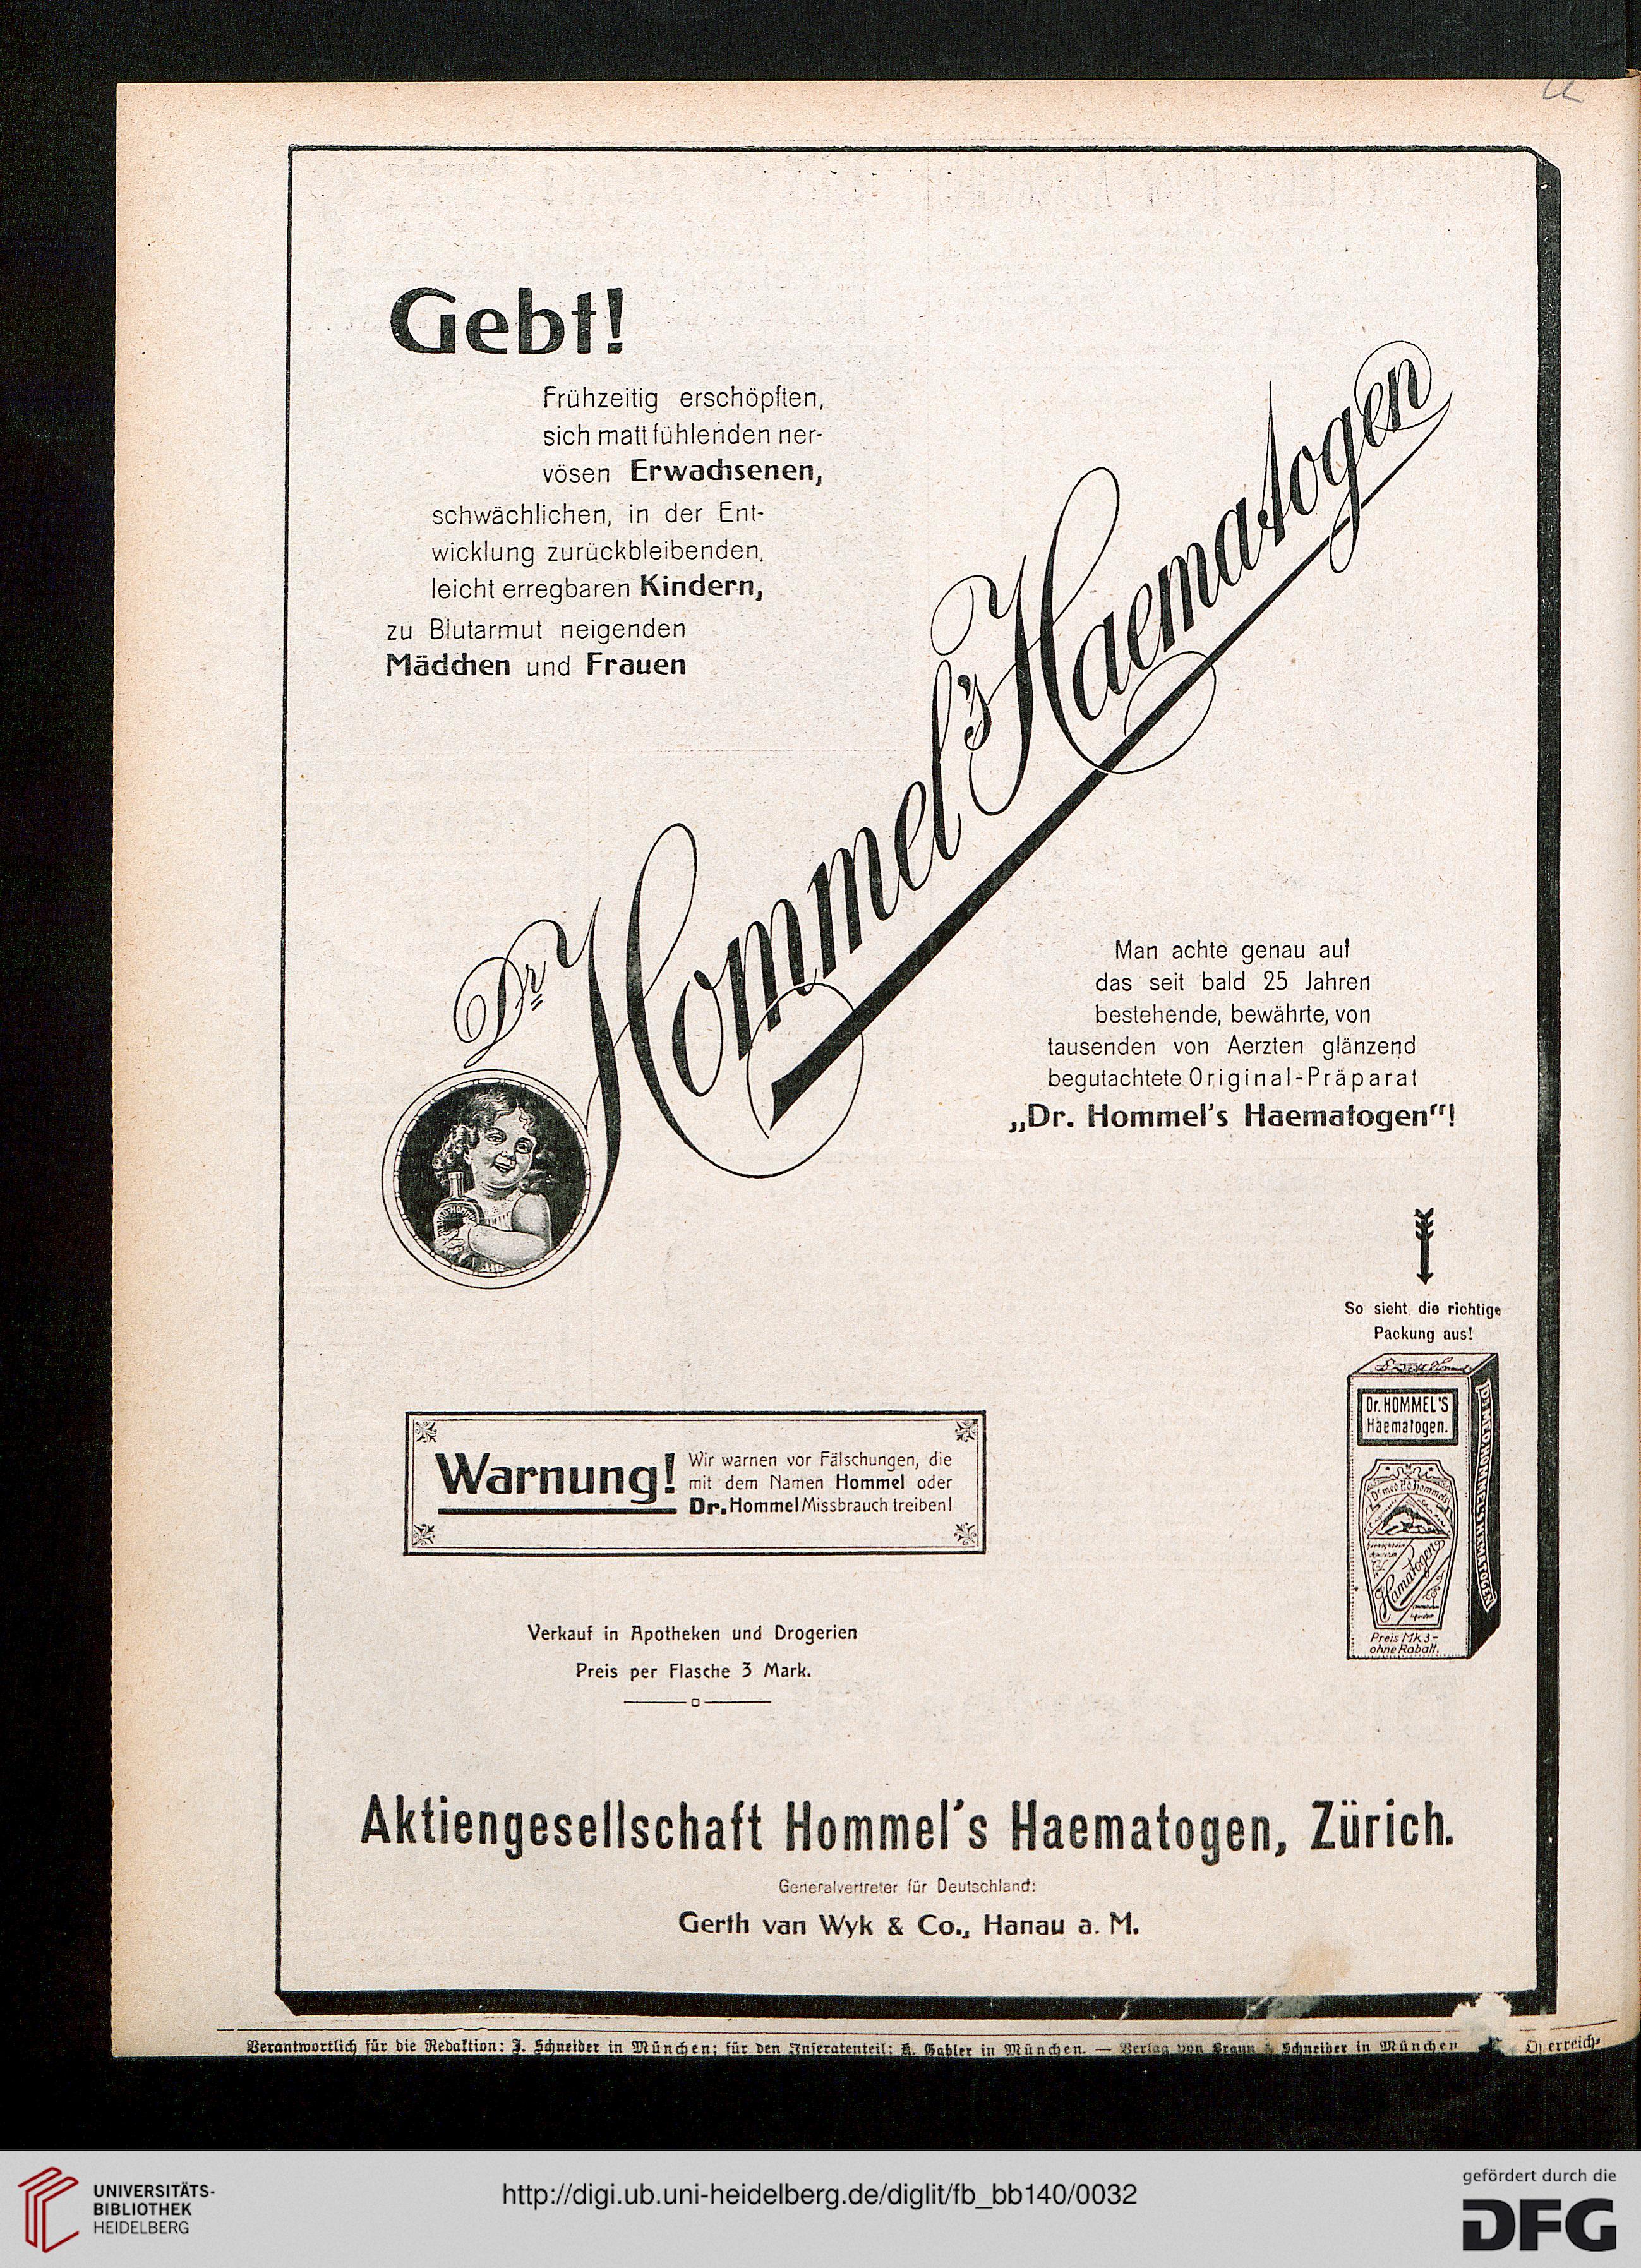 Gebt!
Frühzeitig erschöpften,
sich matt fühlenden ner-
vösen Erwachsenen,
schwächlichen, in der Ent-
wicklung zurückbleibenden,
leicht erregbaren Kindern,
zu Blutarmut neigenden
Mädchen und Frauen
Dr Hommel's Haematogen
Man achte genau auf
das seit bald 25 Jahren
bestehende, bewährte, von
tausenden von Aerzten glänzend
begutachtete Original-Präparat
„Dr. Hommel's Haematogen“!
So sieht die richtige
Packung aus!
Dr. HOMMEL'S
Haematogen.
Dr med Hommels
Hämatogen
Preis Mk 3.-
ohne Rabatt.
Warnung!
Wir warnen vor Fälschungen, die
mit dem Namen Hommel oder
Dr. Hommel Missbrauch treiben!
Verkauf in Apotheken und Drogerien
Preis per Flasche 3 Mark.
Aktiengesellschaft Hommel's Haematogen, Zürich.
Generalvertreter für Deutschland:
Gerth van Wyk & Co., Hanau a. M.
Verantwortlich für die Redaktion: J. Schneider in München; für den Inseratenteil: K. Gabler in München. — Verlag von Braun & Schneider in München
UNIVERSITÄTS-
BIBLIOTHEK
HEIDELBERG
http://digi.ub.uni-heidelberg.de/diglit/fb_bb140/0032
gefördert durch die
DFG